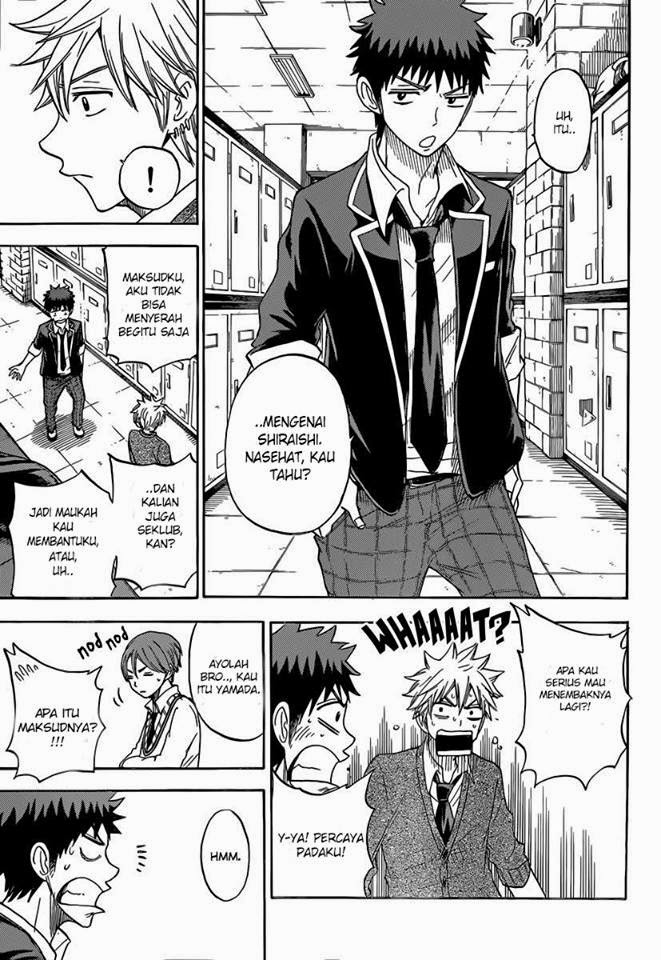 UH,
ITU..
..MENGENAI
SHIRAISHI.
NASEHAT, KAU
TAHU?
!
MAKSUDKU,
AKU TIDAK
BISA
MENYERAH
BEGITU SAJA
..DAN
KALIAN
JUGA
SEKLUB,
KAN?
JADI MAUKAH
KAU
MEMBANTUKU,
ATAU,
UH..
APA KAU
SERIUS MAU
MENEMBAKNYA
LAGI?!
WHAAAAT?
Y-YA! PERCAYA
PADAKU!
AYOLAH
BRO.., KAU
ITU YAMADA.
nod nod
APA ITU
MAKSUDNYA?
!!!
HMM.